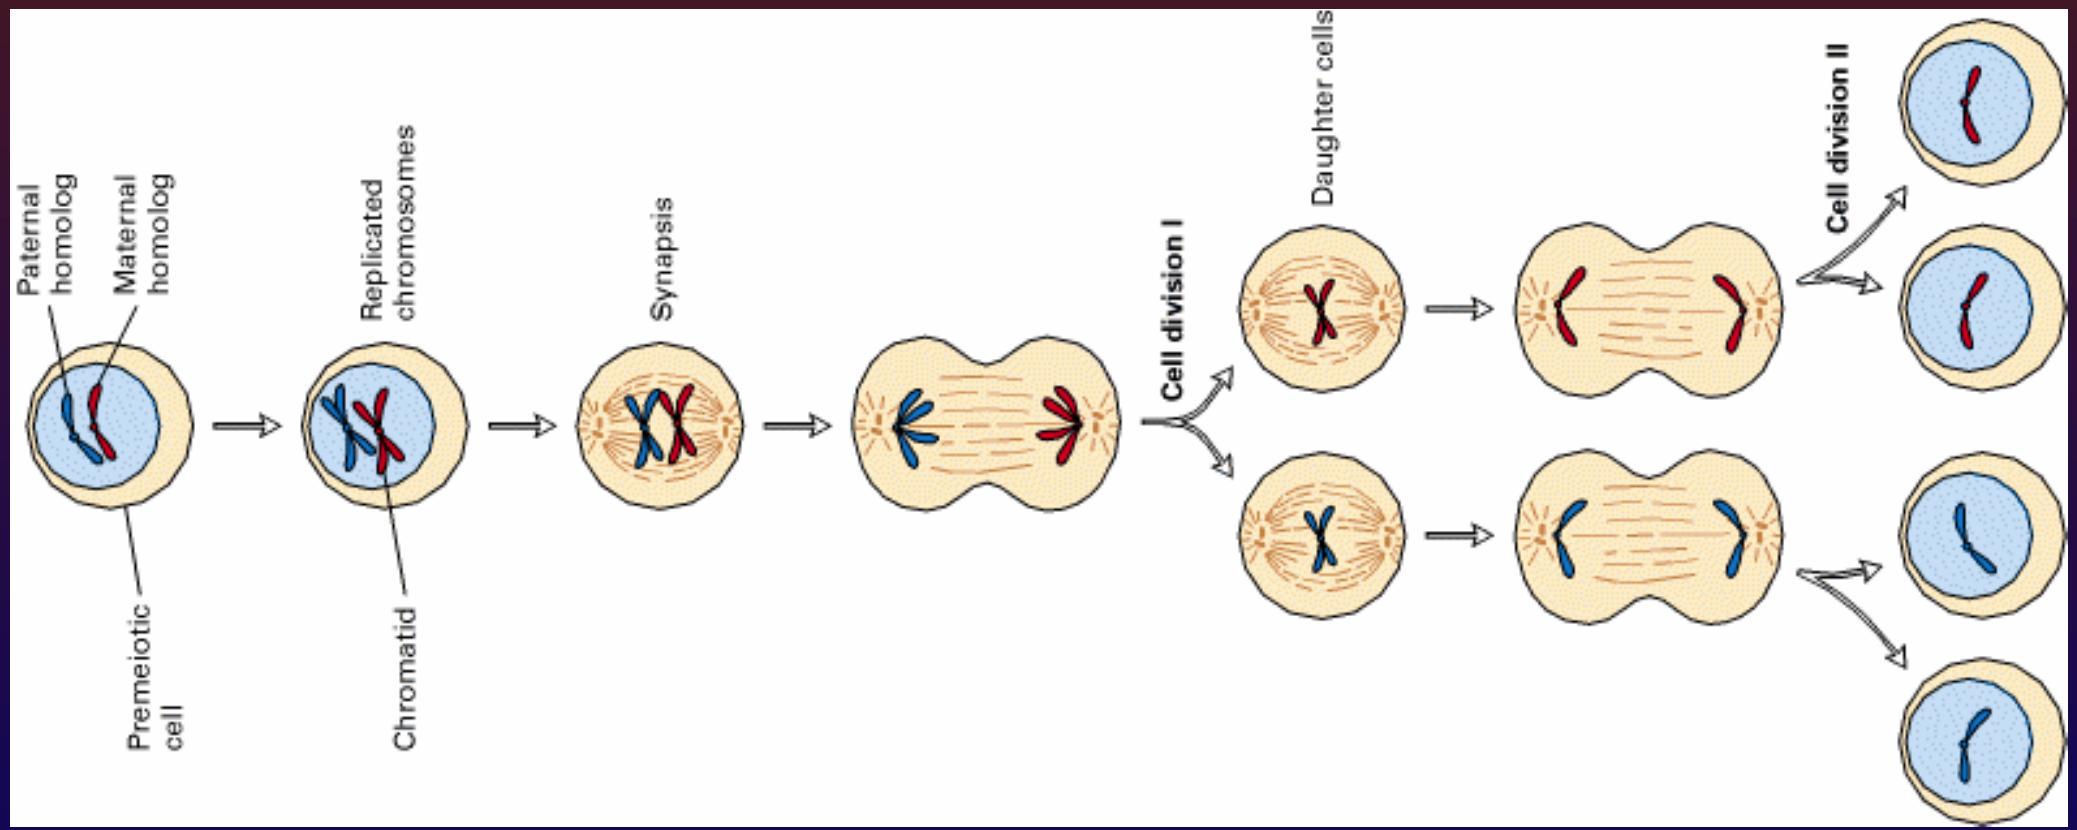 Paternal
homolog
Maternal
homolog
Premeiotic
cell
Replicated
chromosomes
Chromatid
Synapsis
Cell division I
Daughter cells
Cell division II